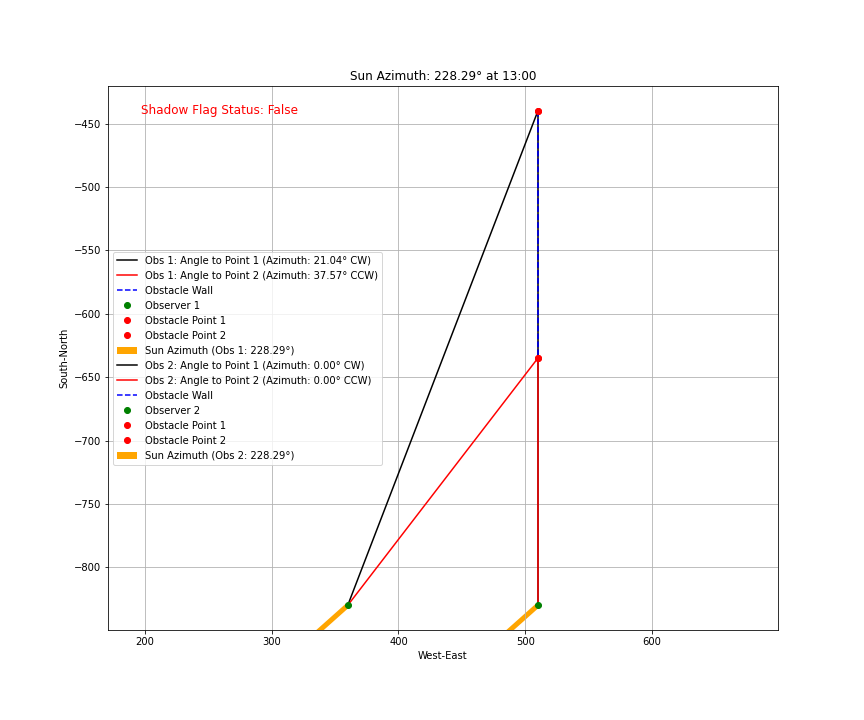 Sun Azimuth: 228.29° at 13:00
Shadow Flag Status: False
−450
−500
−550
−600
−650
−700
−750
−800
South-North
Obs 1: Angle to Point 1 (Azimuth: 21.04° CW)
Obs 1: Angle to Point 2 (Azimuth: 37.57° CCW)
Obstacle Wall
Observer 1
Obstacle Point 1
Obstacle Point 2
Sun Azimuth (Obs 1: 228.29°)
Obs 2: Angle to Point 1 (Azimuth: 0.00° CW)
Obs 2: Angle to Point 2 (Azimuth: 0.00° CCW)
Obstacle Wall
Observer 2
Obstacle Point 1
Obstacle Point 2
Sun Azimuth (Obs 2: 228.29°)
200 300 400 500 600
West-East